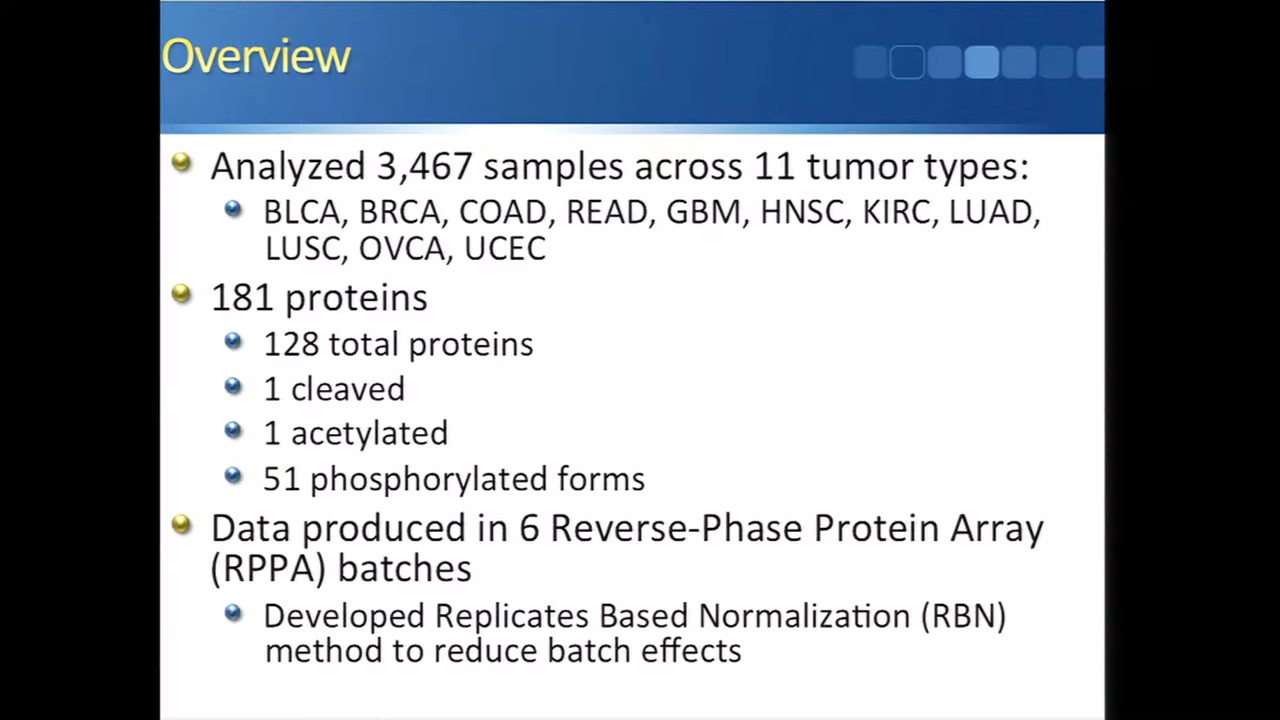 Overview
Analyzed 3,467 samples across 11 tumor types:
BLCA, BRCA, COAD, READ, GBM, HNSC, KIRC, LUAD,
LUSC, OVCA, UCEC
181 proteins
128 total proteins
1 cleaved
1 acetylated
51 phosphorylated forms
Data produced in 6 Reverse-Phase Protein Array
(RPPA) batches
Developed Replicates Based Normalization (RBN)
method to reduce batch effects